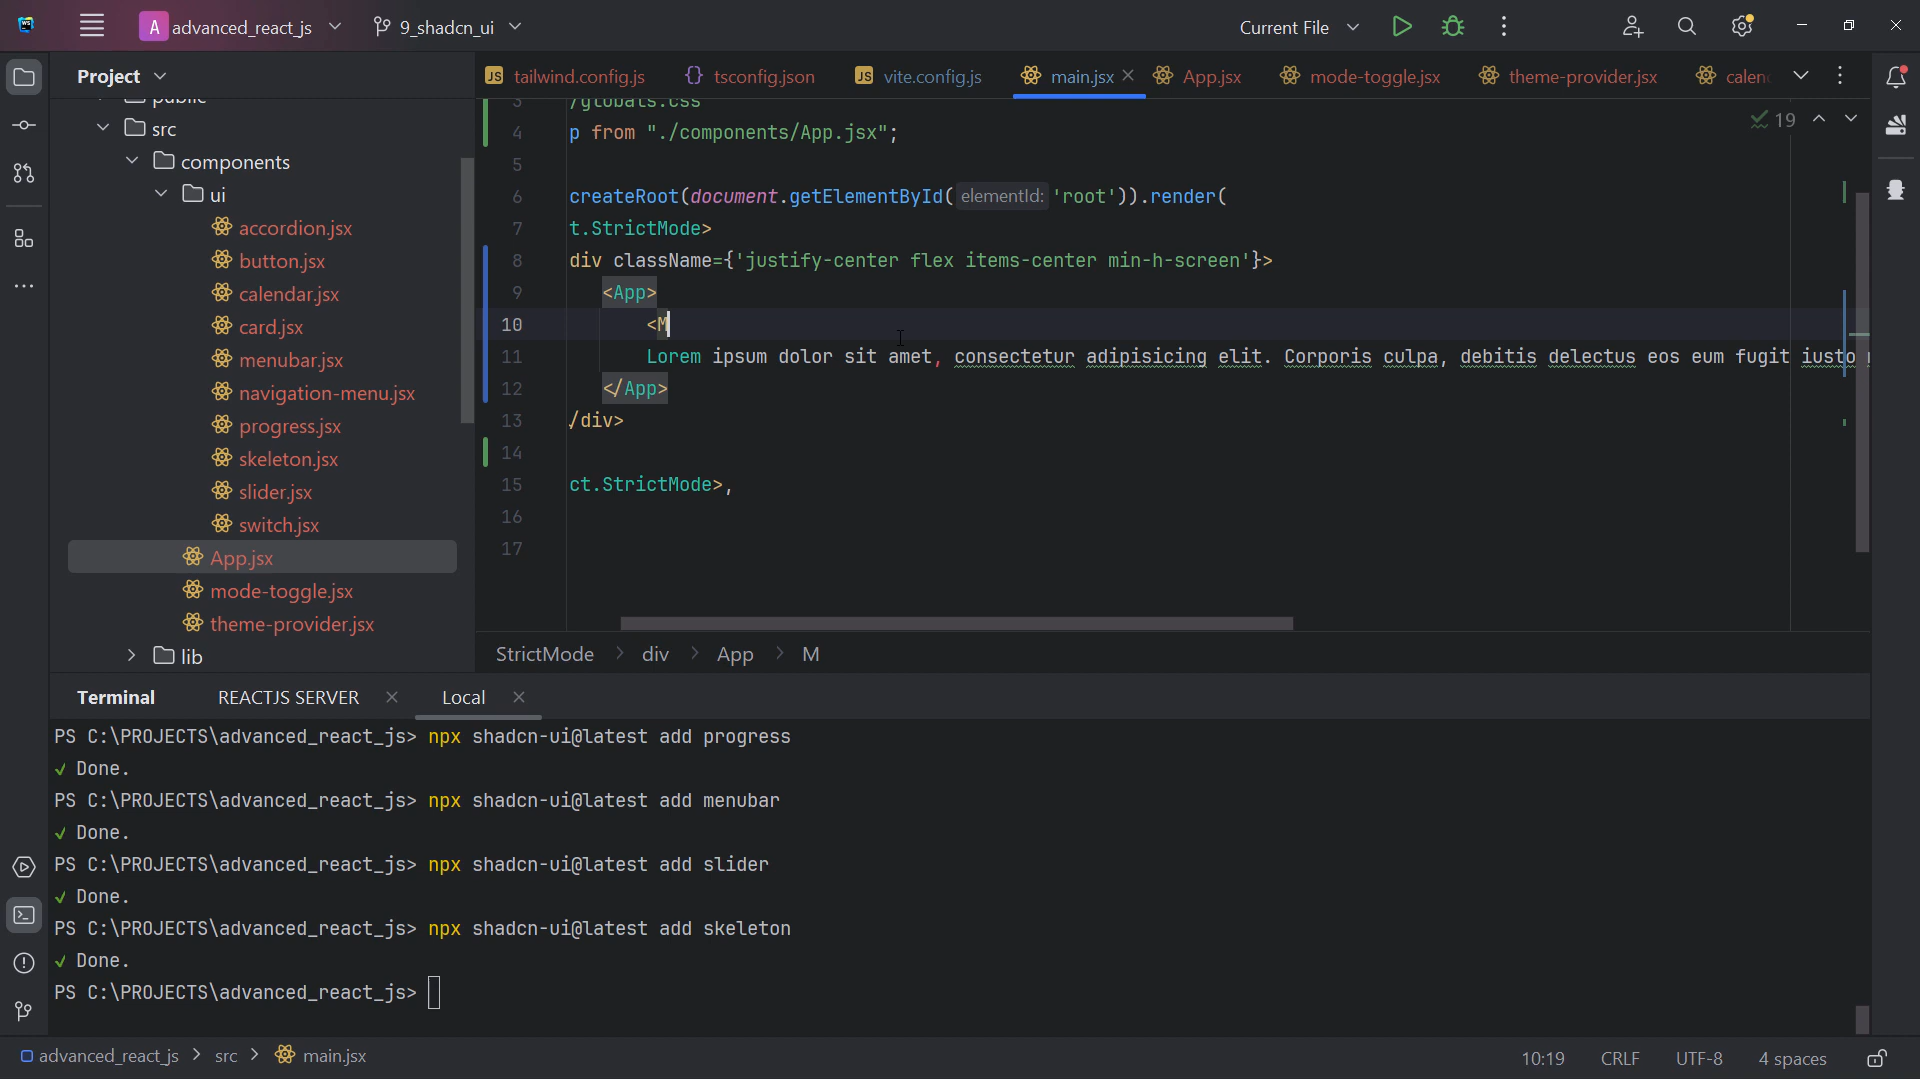 WS
A advanced_react_js
9_shadcn_ui
Current File
Project
JS tailwind.config.js
{} tsconfig.json
JS vite.config.js
main.jsx
App.jsx
mode-toggle.jsx
theme-provider.jsx
calen
public
src
components
ui
accordion.jsx
button.jsx
calendar.jsx
card.jsx
menubar.jsx
navigation-menu.jsx
progress.jsx
skeleton.jsx
slider.jsx
switch.jsx
App.jsx
mode-toggle.jsx
theme-provider.jsx
lib
19
3 /globals.css
4 p from "./components/App.jsx";
5
6 createRoot(document.getElementById( elementId: 'root')).render(
7 t.StrictMode>
8 div className={'justify-center flex items-center min-h-screen'}>
9 <App>
10 <M
11 Lorem ipsum dolor sit amet, consectetur adipisicing elit. Corporis culpa, debitis delectus eos eum fugit iusto
12 </App>
13 /div>
14
15 ct.StrictMode>,
16
17
StrictMode > div > App > M
Terminal
REACTJS SERVER
Local
PS C:\PROJECTS\advanced_react_js> npx shadcn-ui@latest add progress
✓ Done.
PS C:\PROJECTS\advanced_react_js> npx shadcn-ui@latest add menubar
✓ Done.
PS C:\PROJECTS\advanced_react_js> npx shadcn-ui@latest add slider
✓ Done.
PS C:\PROJECTS\advanced_react_js> npx shadcn-ui@latest add skeleton
✓ Done.
PS C:\PROJECTS\advanced_react_js>
advanced_react_js > src > main.jsx
10:19
CRLF
UTF-8
4 spaces